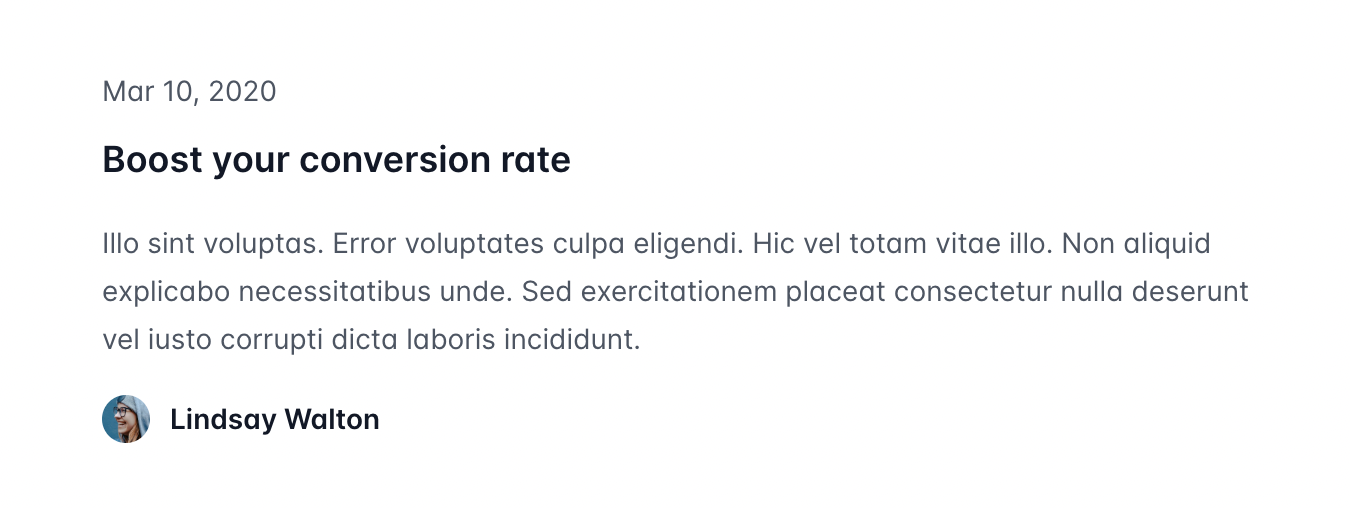 Mar 10, 2020
Boost your conversion rate
Illo sint voluptas. Error voluptates culpa eligendi. Hic vel totam vitae illo. Non aliquid
explicabo necessitatibus unde. Sed exercitationem placeat consectetur nulla deserunt
vel iusto corrupti dicta laboris incididunt.
Lindsay Walton